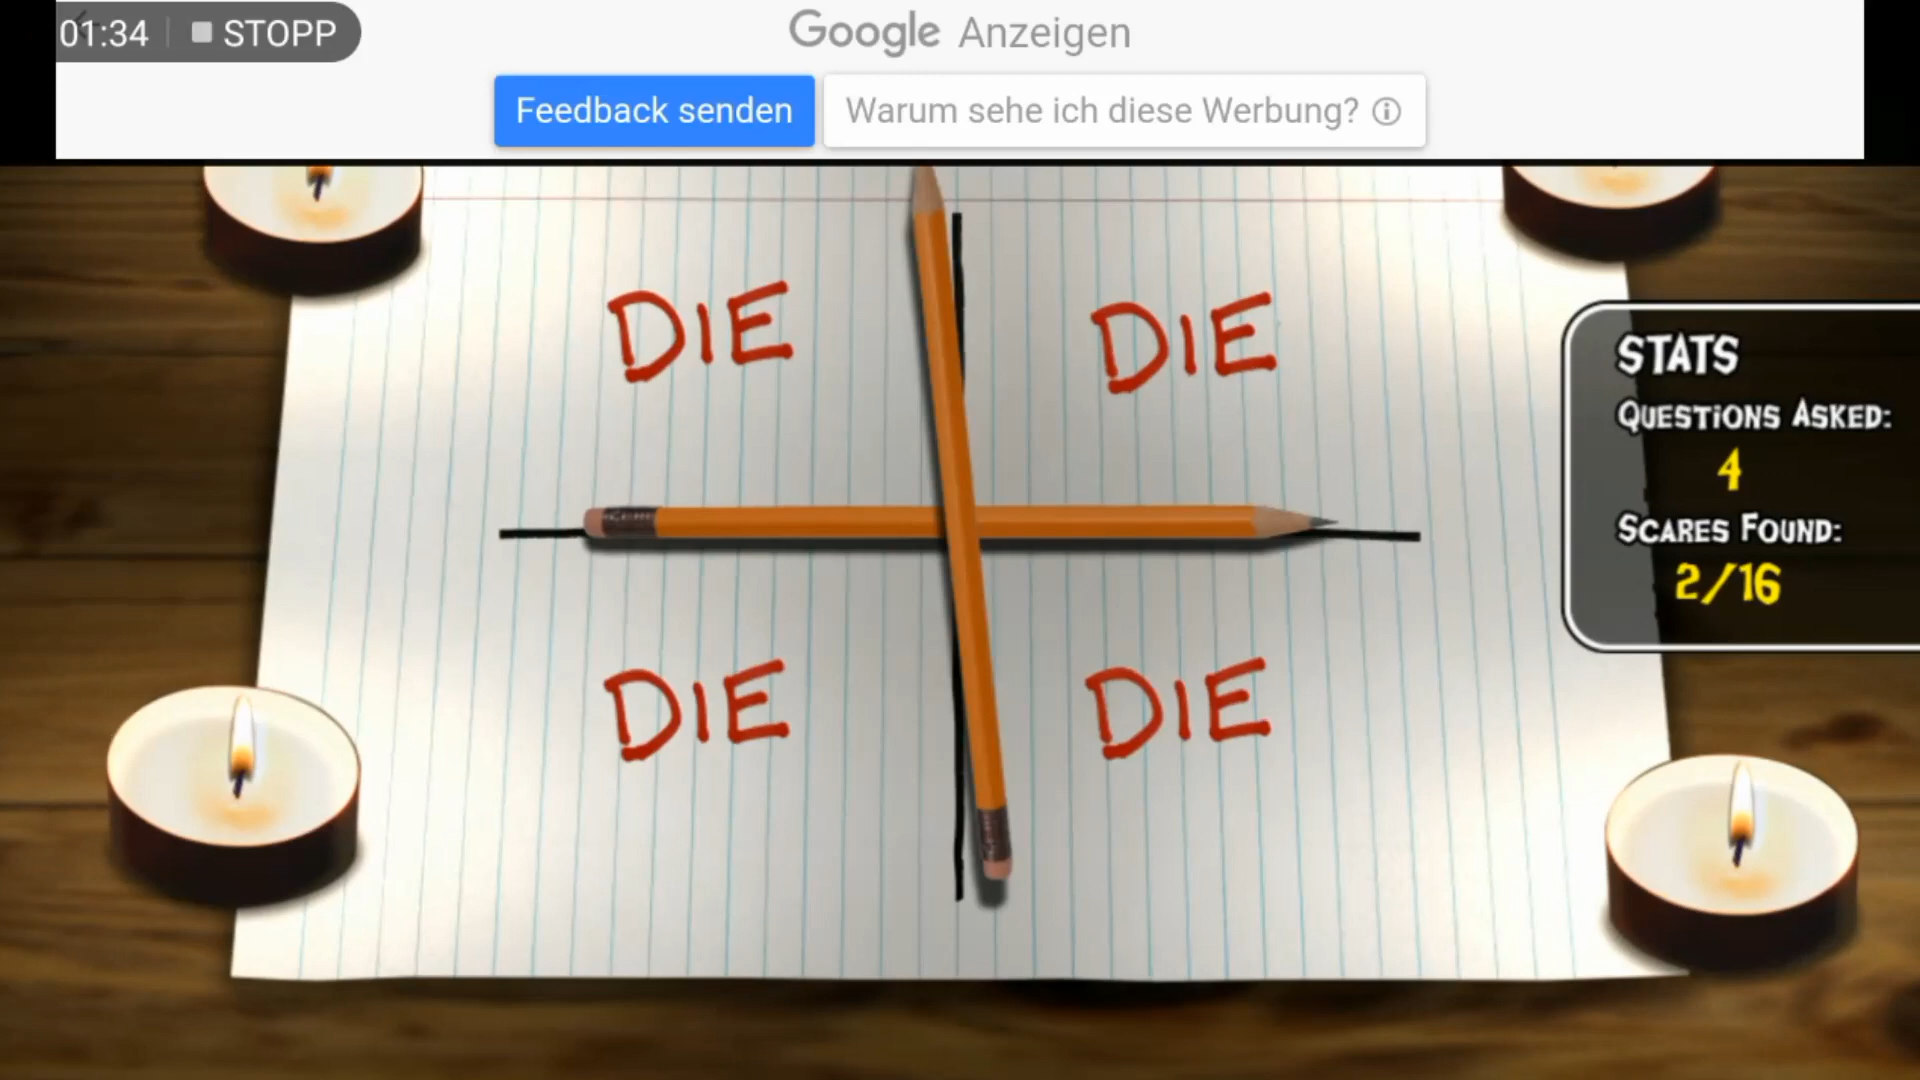 01:34 STOPP
Google Anzeigen
Feedback senden
Warum sehe ich diese Werbung?
DIE DIE
STATS
QUESTIONS ASKED:
4
SCARES FOUND:
2/16
DIE DIE